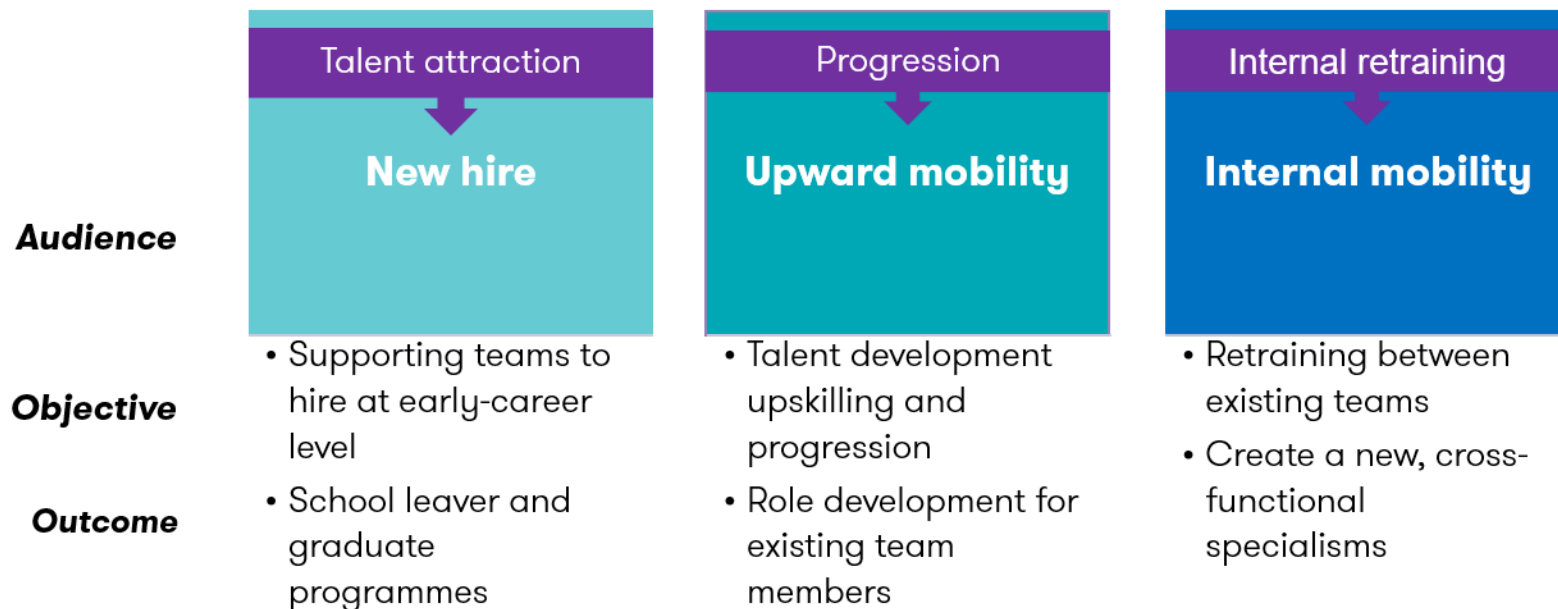 Talent attraction
Progression
Internal retraining
New hire
Upward mobility
Internal mobility
Audience
Objective
• Supporting teams to
hire at early-career
level
• Talent development
upskilling and
progression
• Retraining between
existing teams
Outcome
• School leaver and
graduate
programmes
• Role development for
existing team
members
• Create a new, cross-
functional
specialisms